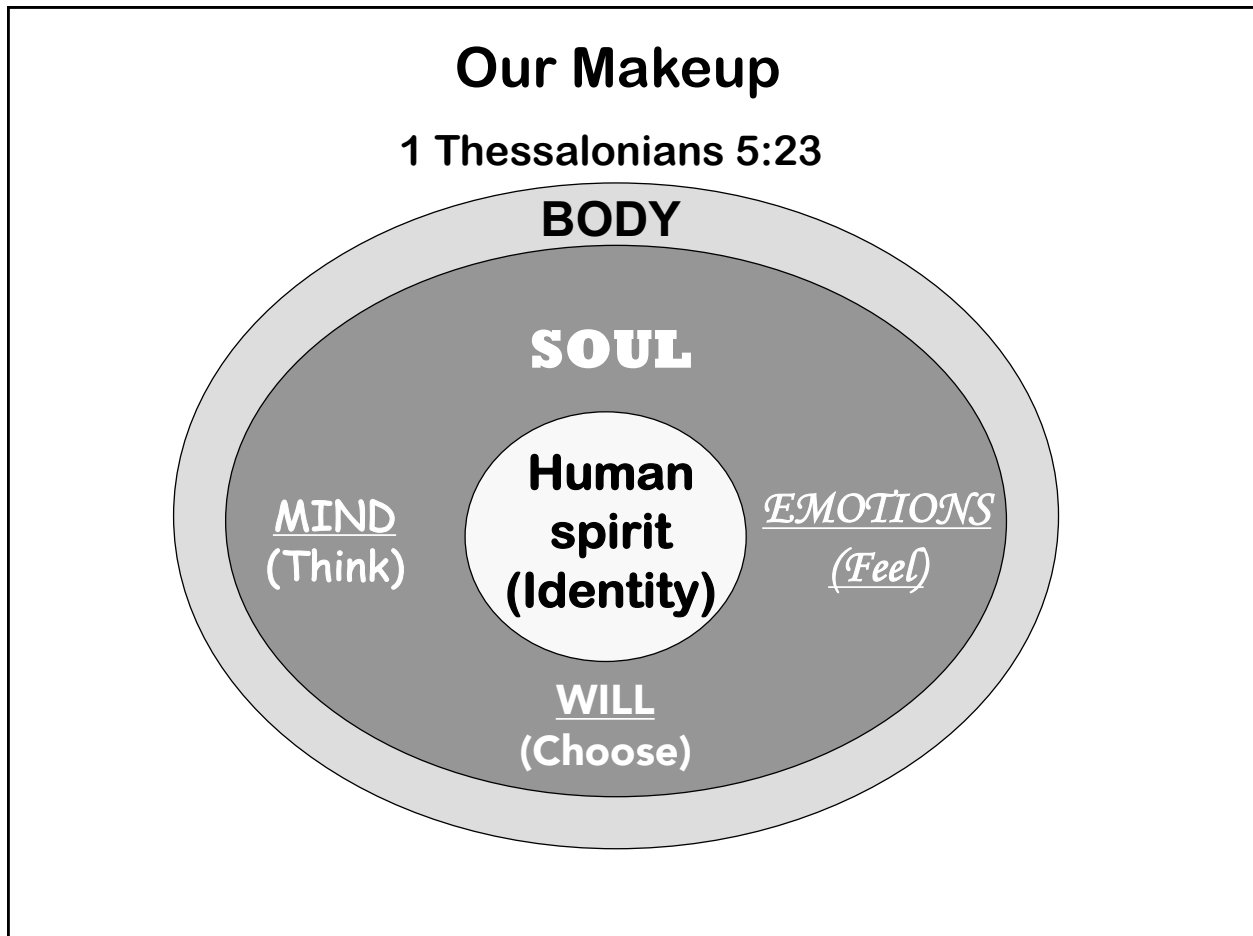 Our Makeup
1 Thessalonians 5:23
BODY
SOUL
Human
spirit
(Identity)
MIND
(Think)
EMOTIONS
(Feel)
WILL
(Choose)